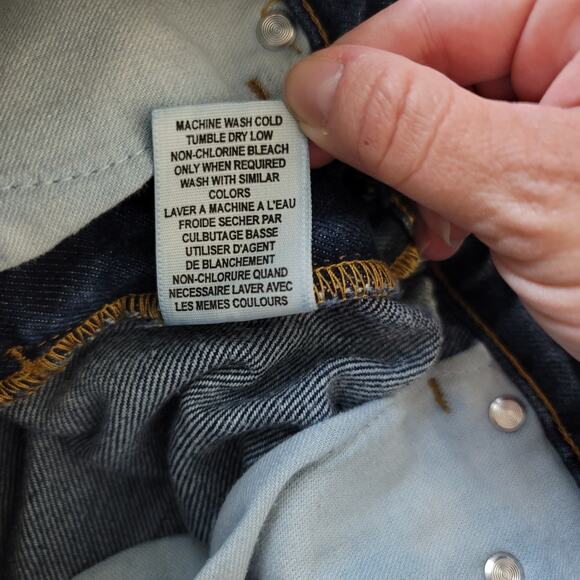 MACHINE WASH COLD
TUMBLE DRY LOW
NON-CHLORINE BLEACH
ONLY WHEN REQUIRED
WASH WITH SIMILAR
COLORS
LAVER A MACHINE A L'EAU
FROIDE SECHER PAR
CULBUTAGE BASSE
UTILISER D'AGENT
DE BLANCHEMENT
NON-CHLORURE QUAND
NECESSAIRE LAVER AVEC
LES MEMES COULOURS